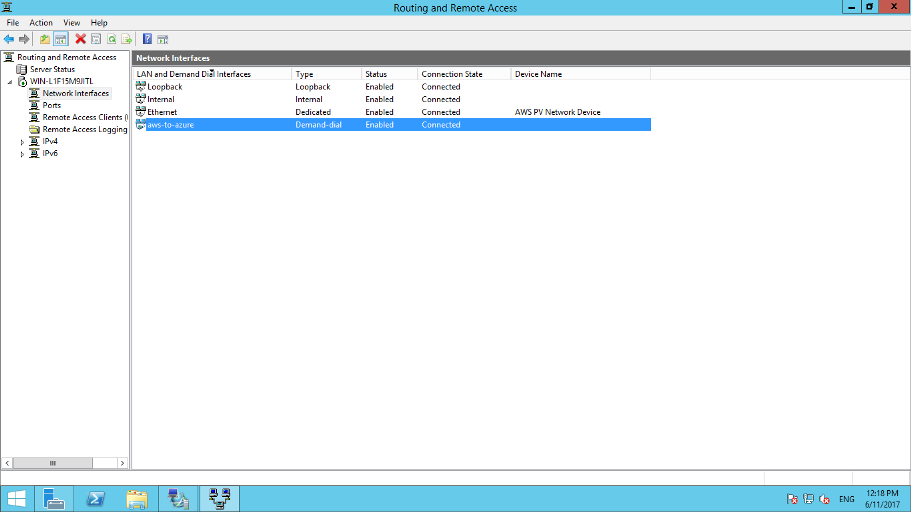 Routing and Remote Access
File Action View Help
Routing and Remote Access
Server Status
WIN-L1F15M9JITL
Network Interfaces
Ports
Remote Access Clients (
Remote Access Logging
IPv4
IPv6
Network Interfaces
LAN and Demand Dial Interfaces Type Status Connection State Device Name
Loopback Loopback Enabled Connected
Internal Internal Enabled Connected
Ethernet Dedicated Enabled Connected AWS PV Network Device
aws-to-azure Demand-dial Enabled Connected
ENG
12:18 PM
6/11/2017